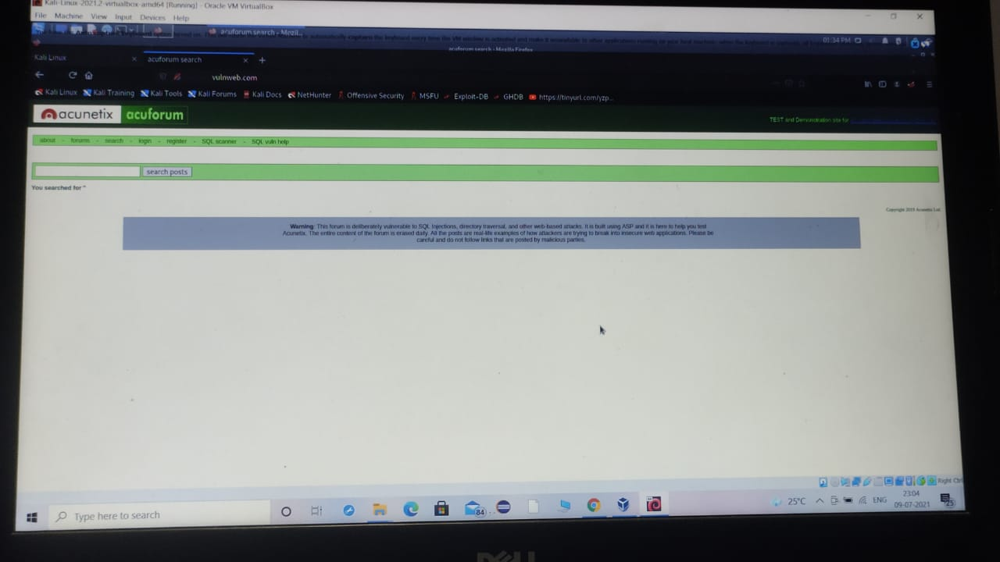 Kali-Linux-2021.2-virtualbox-amd64 [Running] - Oracle VM VirtualBox
File Machine View Input Devices Help
acuforum search - Mozil...
01:34 PM
acuforum search - Mozilla Firefox
Kali Linux
acuforum search
vulnweb.com
Kali Linux Kali Training Kali Tools Kali Forums Kali Docs NetHunter Offensive Security MSFU Exploit-DB GHDB https://tinyurl.com/yzp...
acunetix acuforum
TEST and Demonstration site for
about - forums - search - login - register - SQL scanner - SQL vuln help
search posts
You searched for ''
Copyright 2019 Acunetix Ltd.
Warning: This forum is deliberately vulnerable to SQL Injections, directory traversal, and other web-based attacks. It is built using ASP and it is here to help you test
Acunetix. The entire content of the forum is erased daily. All the posts are real-life examples of how attackers are trying to break into insecure web applications. Please be
careful and do not follow links that are posted by malicious parties.
Right Ctrl
Type here to search
84
25°C
ENG
23:04
09-07-2021
25
DELL